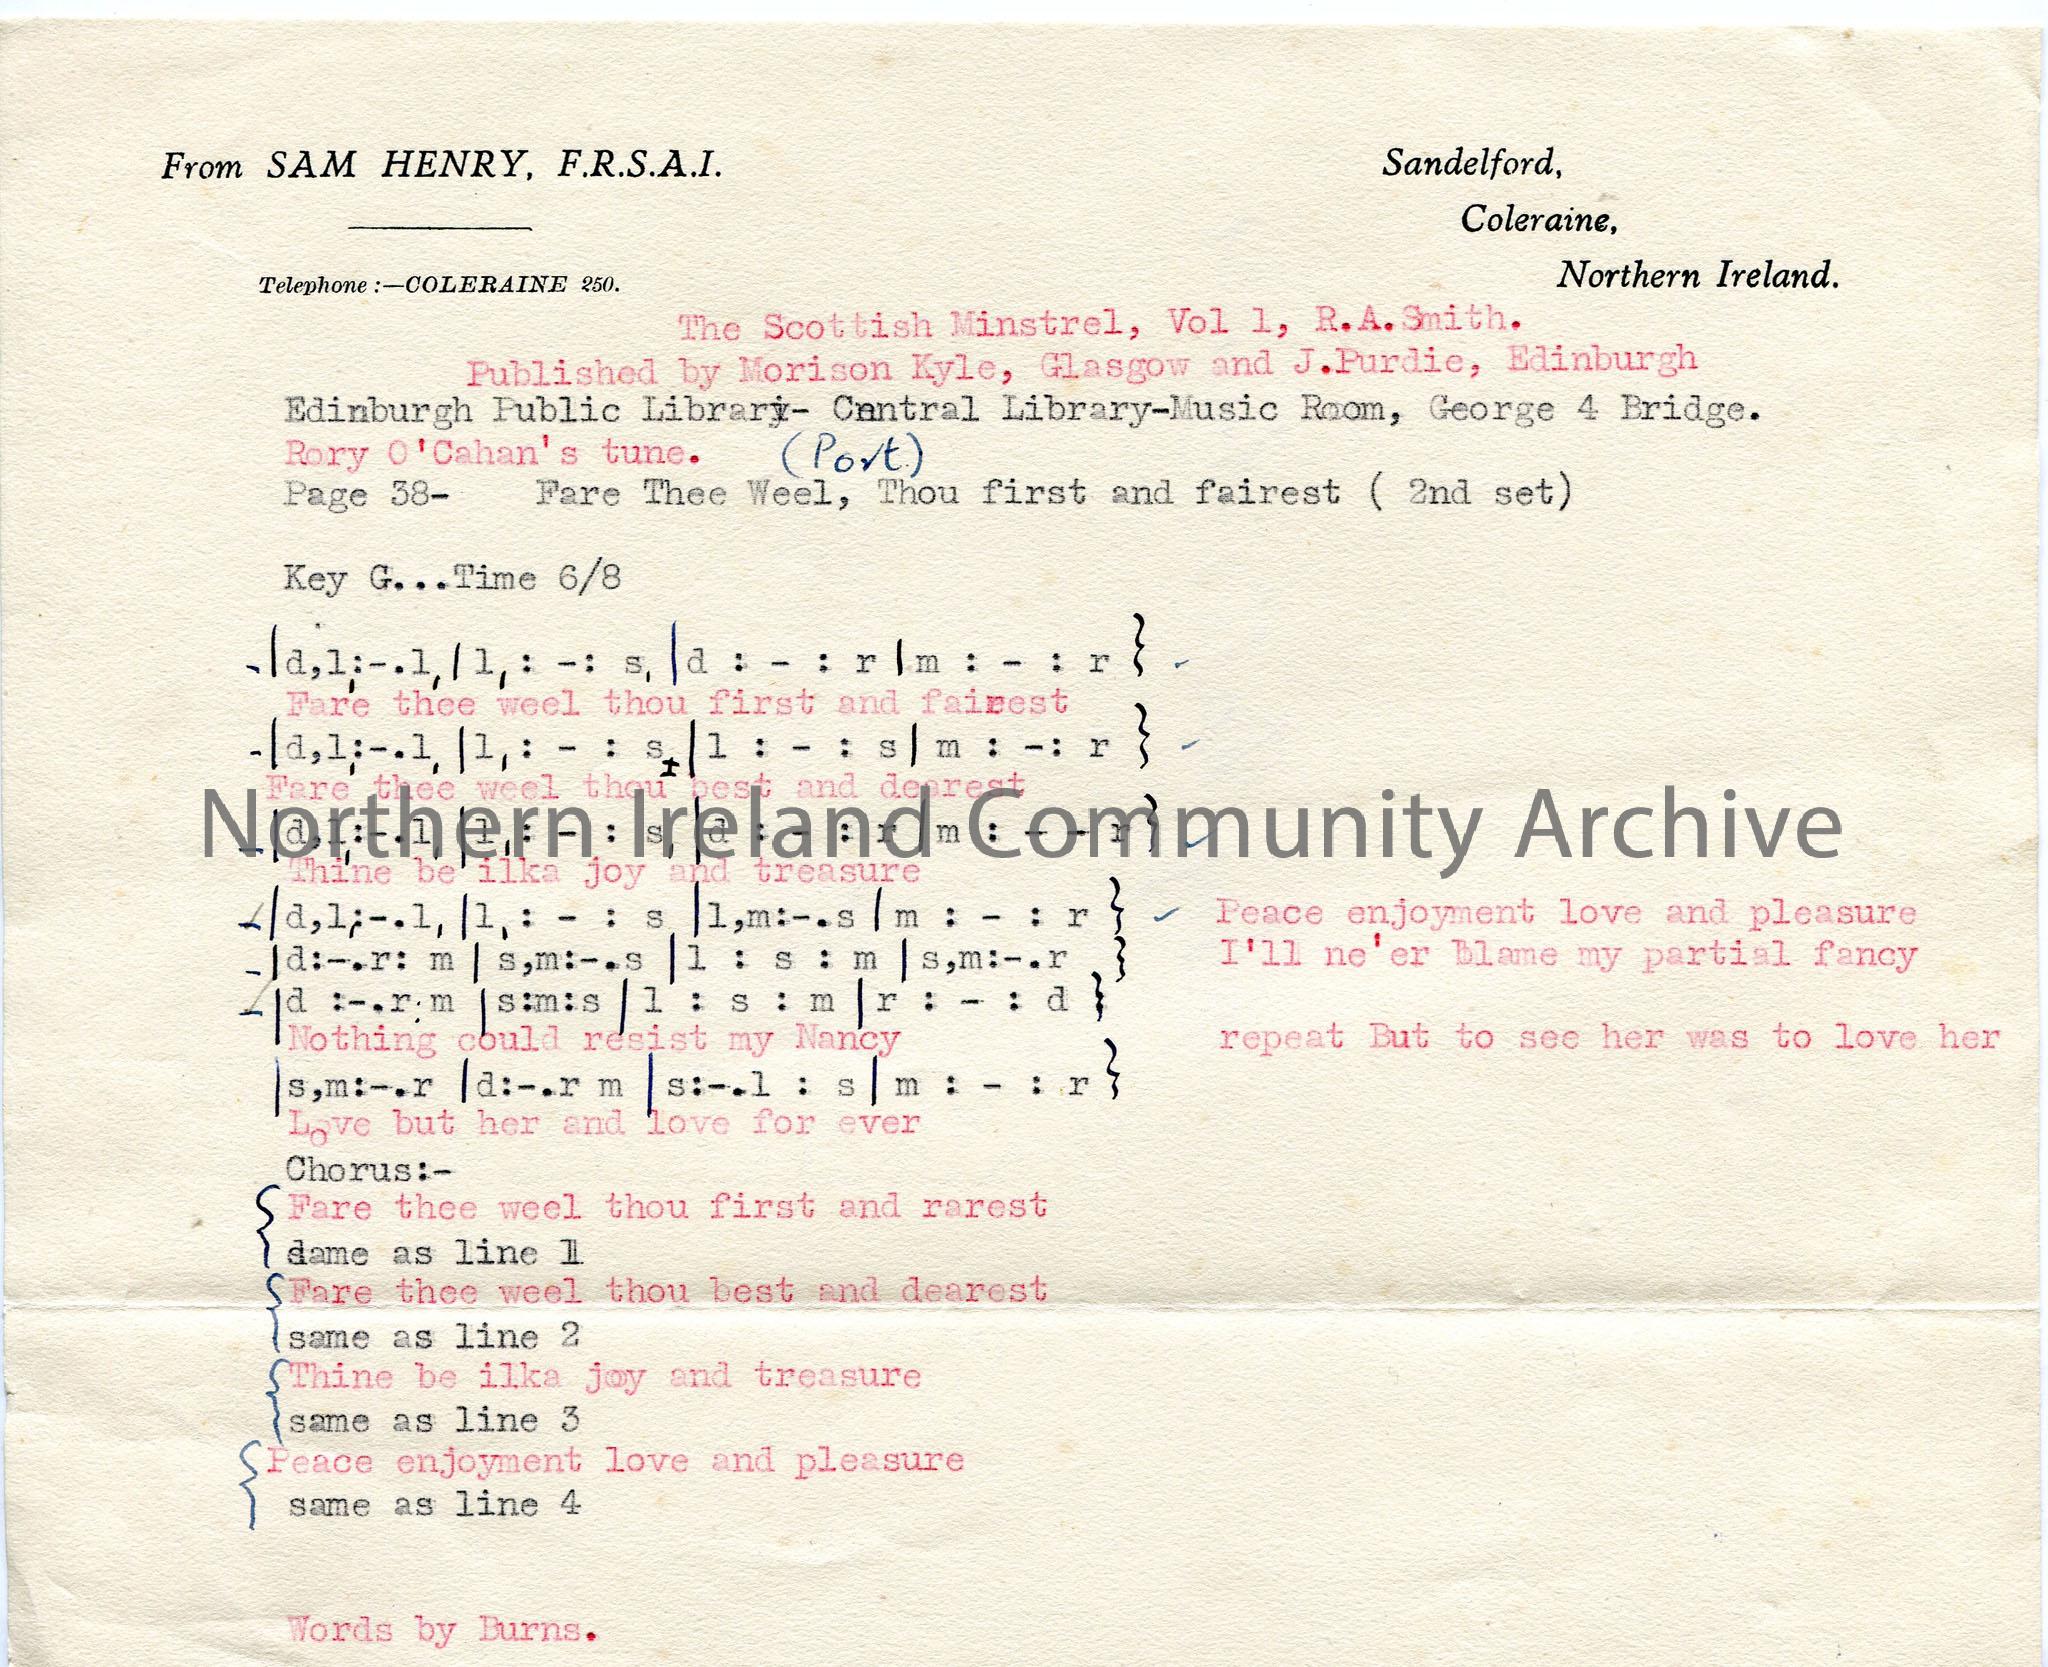 From SAM HENRY, F.R.S.A.I.
Telephone :—COLERAINE 250.
Sandelford,
Coleraine,
Northern Ireland.
The Scottish Minstrel, Vol 1, R.A.Smith.
Published by Morison Kyle, Glasgow and J.Purdie, Edinburgh
Edinburgh Public Library- Central Library-Music Room, George 4 Bridge.
Rory O'Cahan's tune. (Port)
Page 38- Fare Thee Weel, Thou first and fairest ( 2nd set)
Key G...Time 6/8
|d,l,:-.l,|l, : -: s,|d : - : r|m : - : r}
Fare thee weel thou first and fairest
|d,l,:-.l,|l, : - : s,|l : - : s|m : -: r}
Fare thee weel thou best and dearest
|d,l,:-.l,|l, : - : s,|d : - : r|m : - - r}
Thine be ilka joy and treasure
|d,l,:-.l,|l, : - : s|l,m:-.s|m : - : r} Peace enjoyment love and pleasure
|d:-.r: m|s,m:-.s|l : s : m|s,m:-.r} I'll ne'er blame my partial fancy
|d :-.r:m|s:m:s|l : s : m|r : - : d}
Nothing could resist my Nancy repeat But to see her was to love her
|s,m:-.r|d:-.r m|s:-.l : s|m : - : r}
Love but her and love for ever
Chorus:-
Fare thee weel thou first and rarest
same as line 1
Fare thee weel thou best and dearest
same as line 2
Thine be ilka joy and treasure
same as line 3
Peace enjoyment love and pleasure
same as line 4
Words by Burns.
Northern Ireland Community Archive